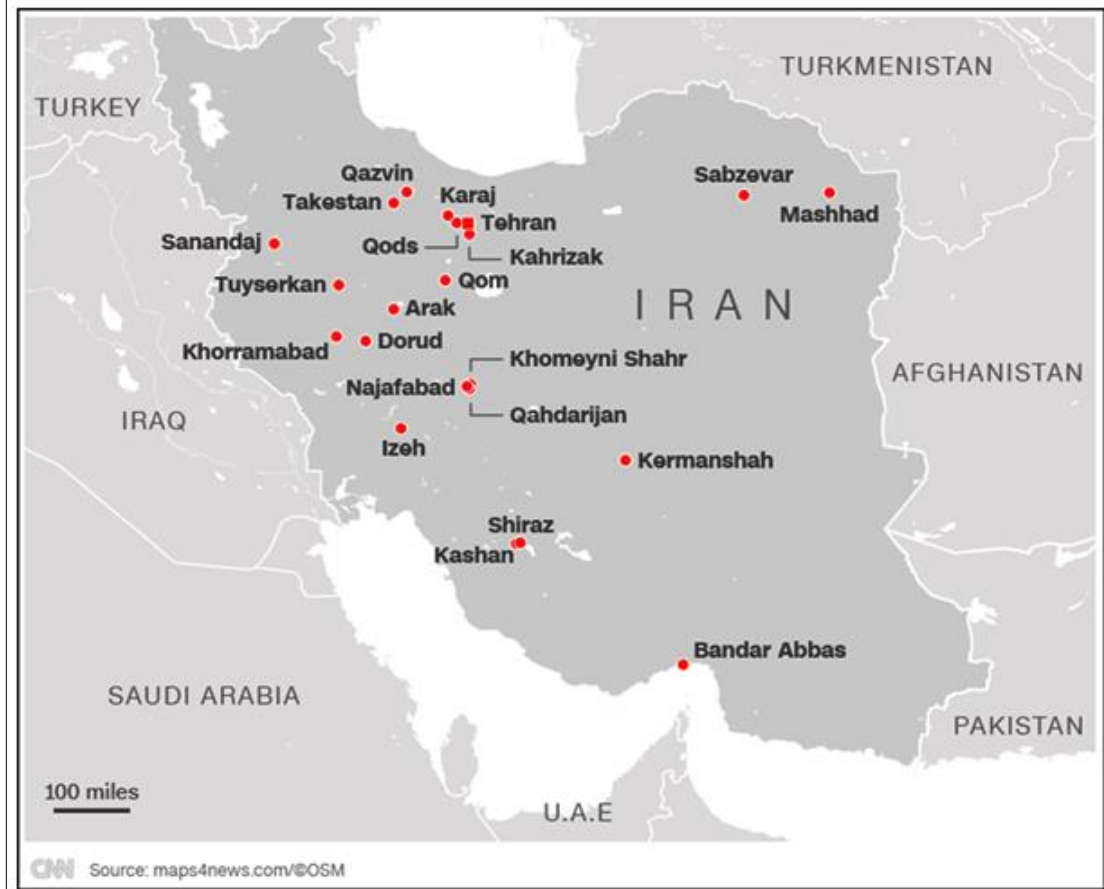 TURKMENISTAN
TURKEY
Qazvin
Sabzevar
Karaj
Takestan
Mashhad
Tehran
Sanandaj
Qods
Kahrizak
Tuyserkan
Qom
IRAN
Arak
Dorud
Khorramabad
Khomeyni Shahr
AFGHANISTAN
Najafabad
Qahdarijan
IRAQ
Izeh
Kermanshah
Shiraz
Kashan
Bandar Abbas
SAUDI ARABIA
PAKISTAN
100 miles
U.A.E
CNN Source: maps4news.com/©OSM